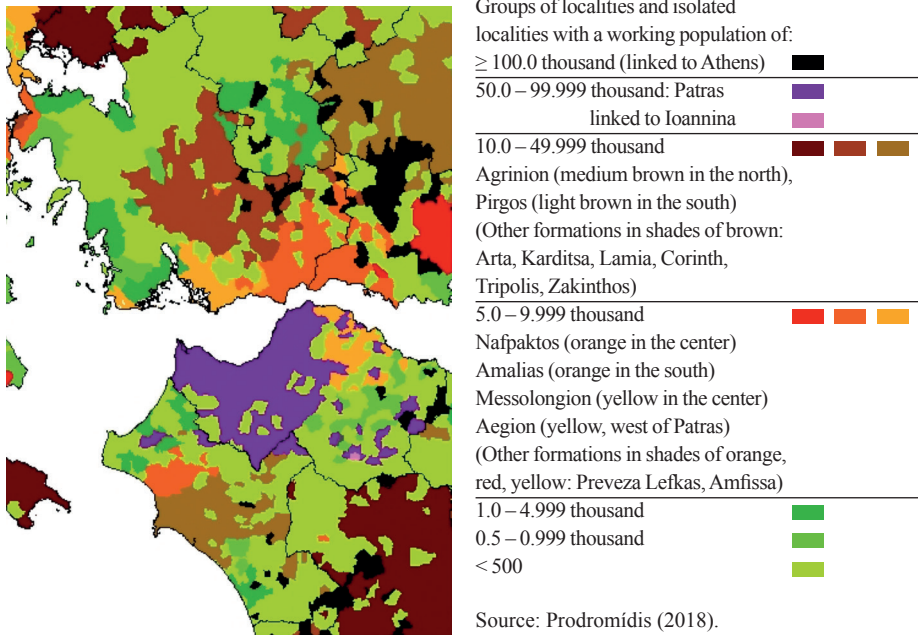 Groups of localities and isolated
localities with a working population of:
≥ 100.0 thousand (linked to Athens)
50.0 – 99.999 thousand: Patras
linked to Ioannina
10.0 – 49.999 thousand
Agrinion (medium brown in the north),
Pirgos (light brown in the south)
(Other formations in shades of brown:
Arta, Karditsa, Lamia, Corinth,
Tripolis, Zakinthos)
5.0 – 9.999 thousand
Nafpaktos (orange in the center)
Amalias (orange in the south)
Messolongion (yellow in the center)
Aegion (yellow, west of Patras)
(Other formations in shades of orange,
red, yellow: Preveza Lefkas, Amfissa)
1.0 – 4.999 thousand
0.5 – 0.999 thousand
< 500
Source: Prodromídis (2018).